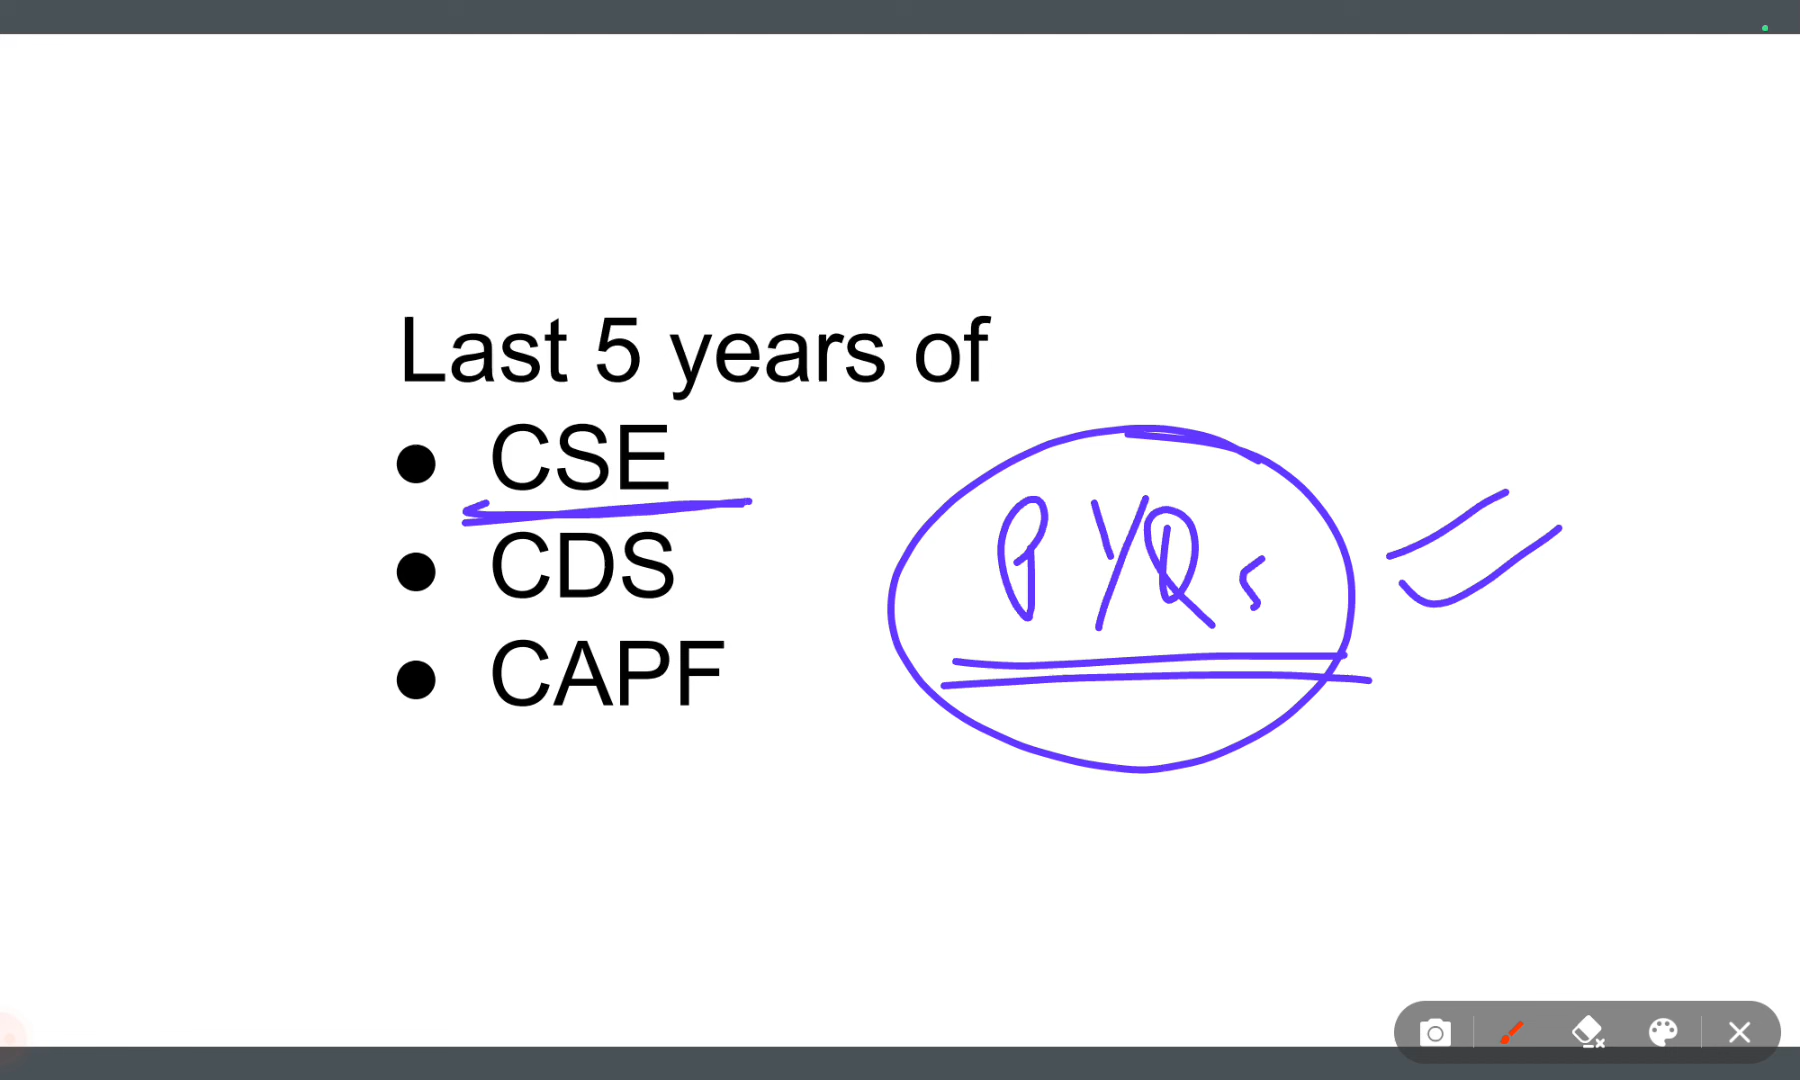 Last 5 years of
● CSE
● CDS
● CAPF
PYQs